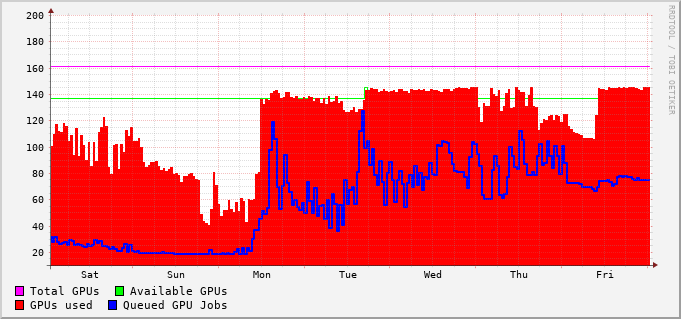 200
180
160
140
120
100
80
60
40
20
Sat Sun Mon Tue Wed Thu Fri
Total GPUs Available GPUs
GPUs used Queued GPU Jobs
RRDTOOL / TOBI OETIKER